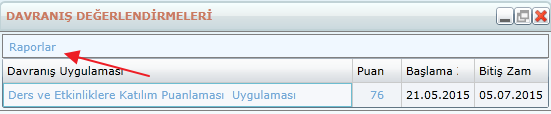 DAVRANIŞ DEĞERLENDİRMELERİ
Raporlar
Davranış Uygulaması Puan Başlama Bitiş Zam
Ders ve Etkinliklere Katılım Puanlaması Uygulaması 76 21.05.2015 05.07.2015